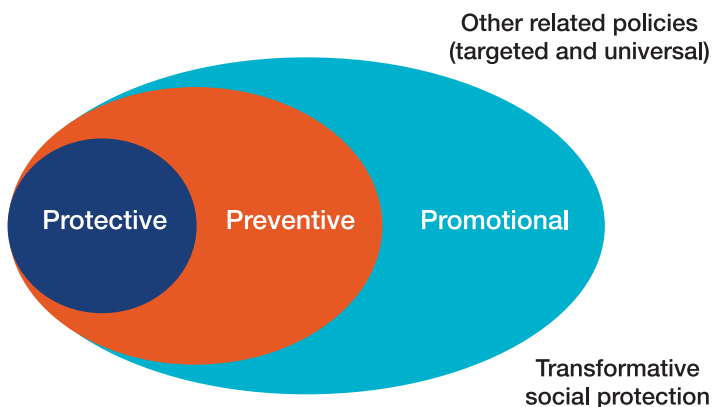 Other related policies
(targeted and universal)
Protective
Preventive
Promotional
Transformative
social protection